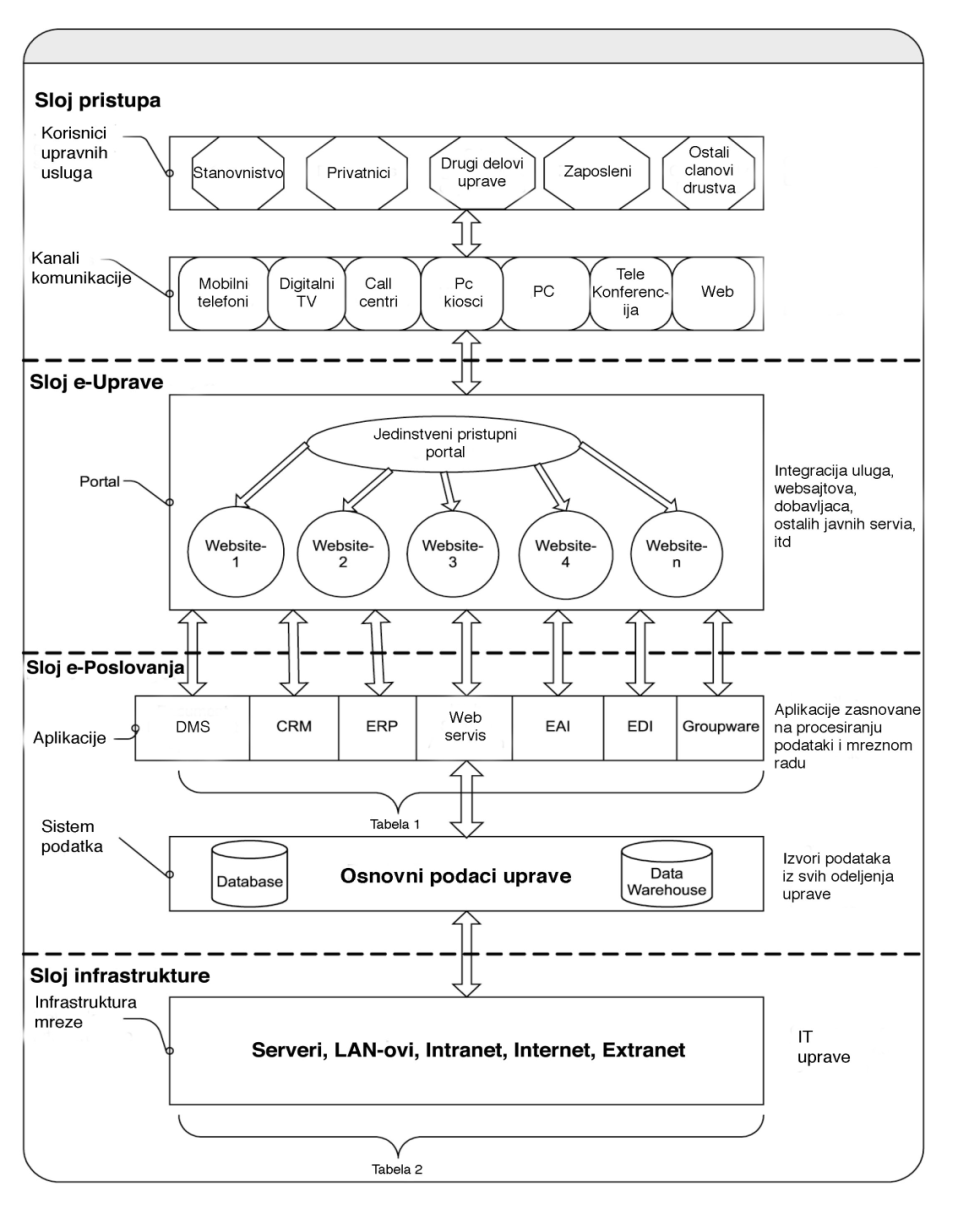 Sloj pristupa
Korisnici
upravnih
usluga
Stanovnistvo
Privatnici
Drugi delovi
uprave
Zaposleni
Ostali
clanovi
drustva
Kanali
komunikacije
Mobilni
telefoni
Digitalni
TV
Call
centri
Pc
kiosci
PC
Tele
Konferenc-
ija
Web
Sloj e-Uprave
Jedinstveni pristupni
portal
Portal
Website-
1
Website-
2
Website-
3
Website-
4
Website-
n
Integracija uluga,
websajtova,
dobavljaca,
ostalih javnih servia,
itd
Sloj e-Poslovanja
Aplikacije
DMS
CRM
ERP
Web
servis
EAI
EDI
Groupware
Aplikacije zasnovane
na procesiranju
podataki i mreznom
radu
Tabela 1
Sistem
podatka
Database
Osnovni podaci uprave
Data
Warehouse
Izvori podataka
iz svih odeljenja
uprave
Sloj infrastrukture
Infrastruktura
mreze
Serveri, LAN-ovi, Intranet, Internet, Extranet
IT
uprave
Tabela 2